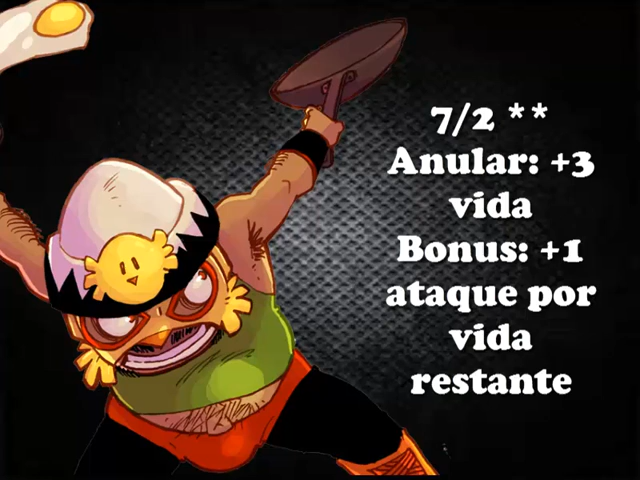 7/2 **
Anular: +3
vida
Bonus: +1
ataque por
vida
restante